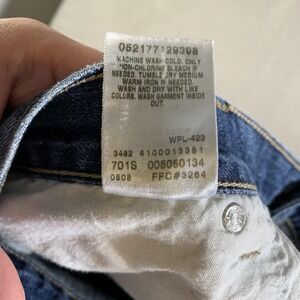 052177129398
MACHINE WASH COLD. ONLY
NON-CHLORINE BLEACH IF
NEEDED. TUMBLE DRY MEDIUM.
WARM IRON IF NEEDED.
WASH AND DRY WITH LIKE
COLORS. WASH GARMENT INSIDE
OUT.
WPL-423
3482 4100013361
701S 005050134
0508 FFC#3264